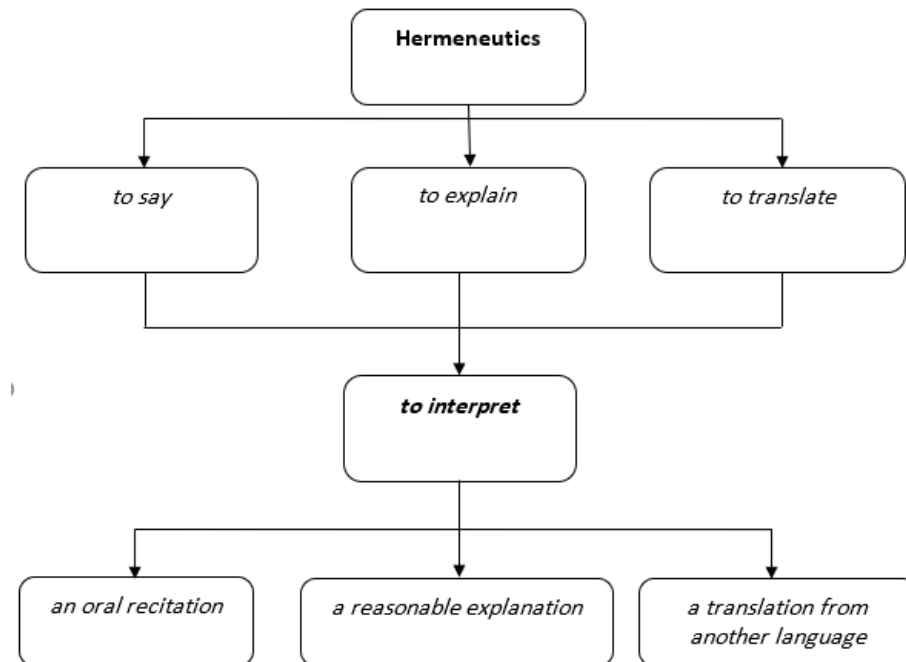 Hermeneutics
to say
to explain
to translate
to interpret
an oral recitation
a reasonable explanation
a translation from
another language